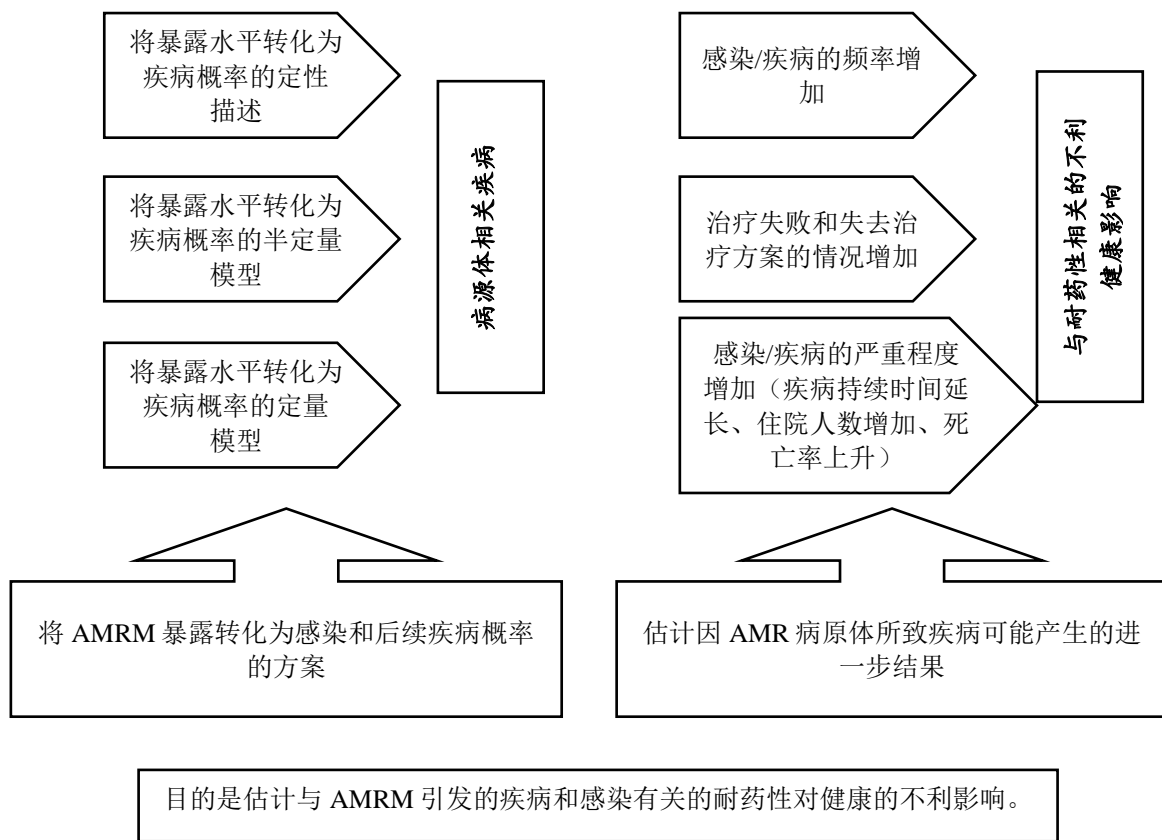 将暴露水平转化为
疾病概率的定性
描述
将暴露水平转化为
疾病概率的半定量
模型
将暴露水平转化为
疾病概率的定量
模型
病源体相关疾病
将 AMRM 暴露转化为感染和后续疾病概率
的方案
感染/疾病的频率增
加
治疗失败和失去治
疗方案的情况增加
感染/疾病的严重程度
增加（疾病持续时间延
长、住院人数增加、死
亡率上升）
与耐药性相关的不利
健康影响
估计因 AMR 病原体所致疾病可能产生的进
一步结果
目的是估计与 AMRM 引发的疾病和感染有关的耐药性对健康的不利影响。